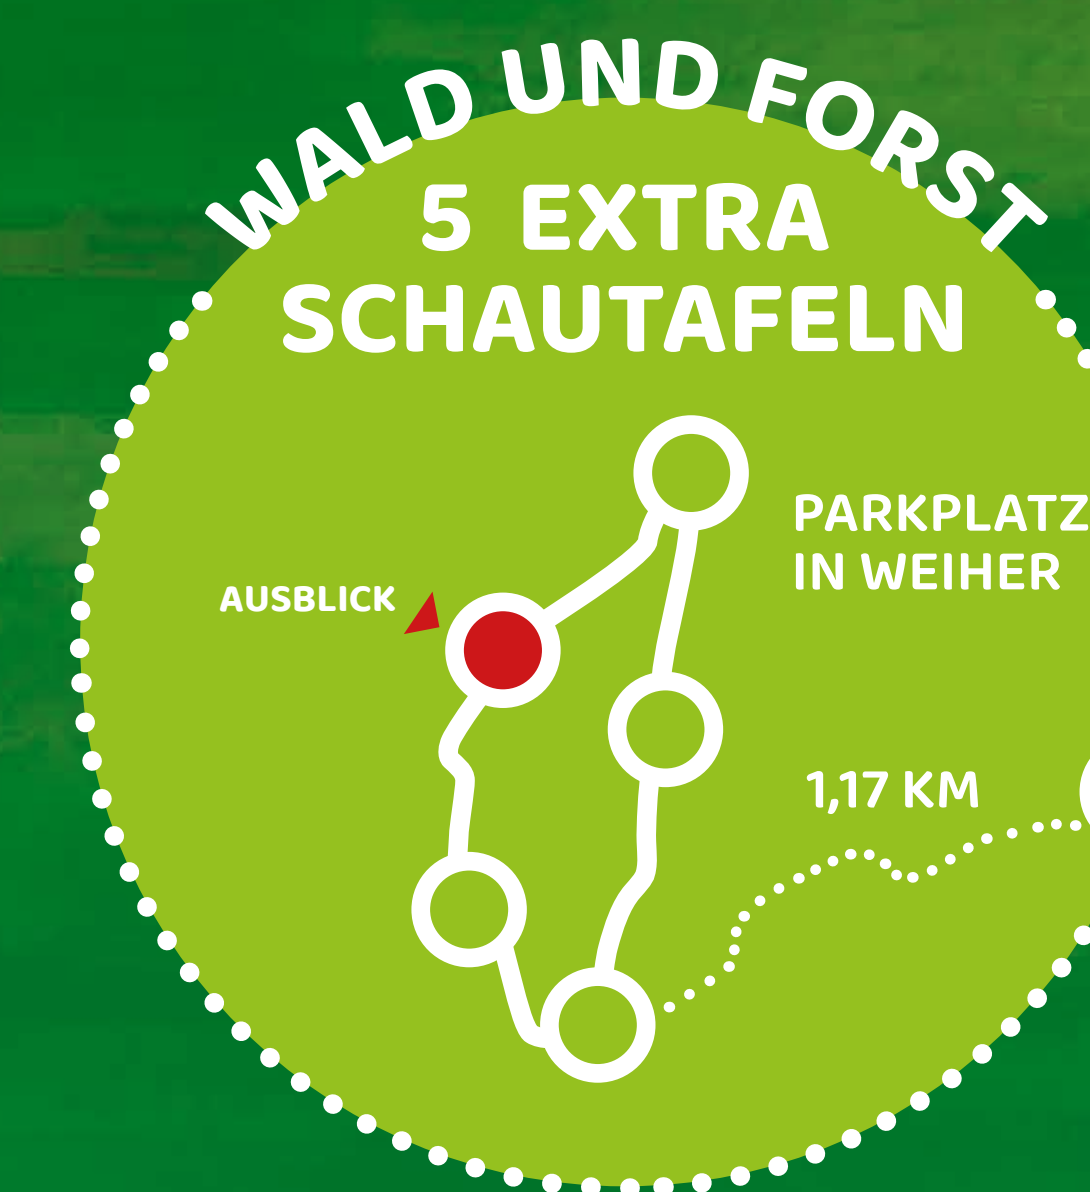 WALD UND FORST
5 EXTRA
SCHAUTAFELN
PARKPLATZ
IN WEIHER
AUSBLICK
1,17 KM